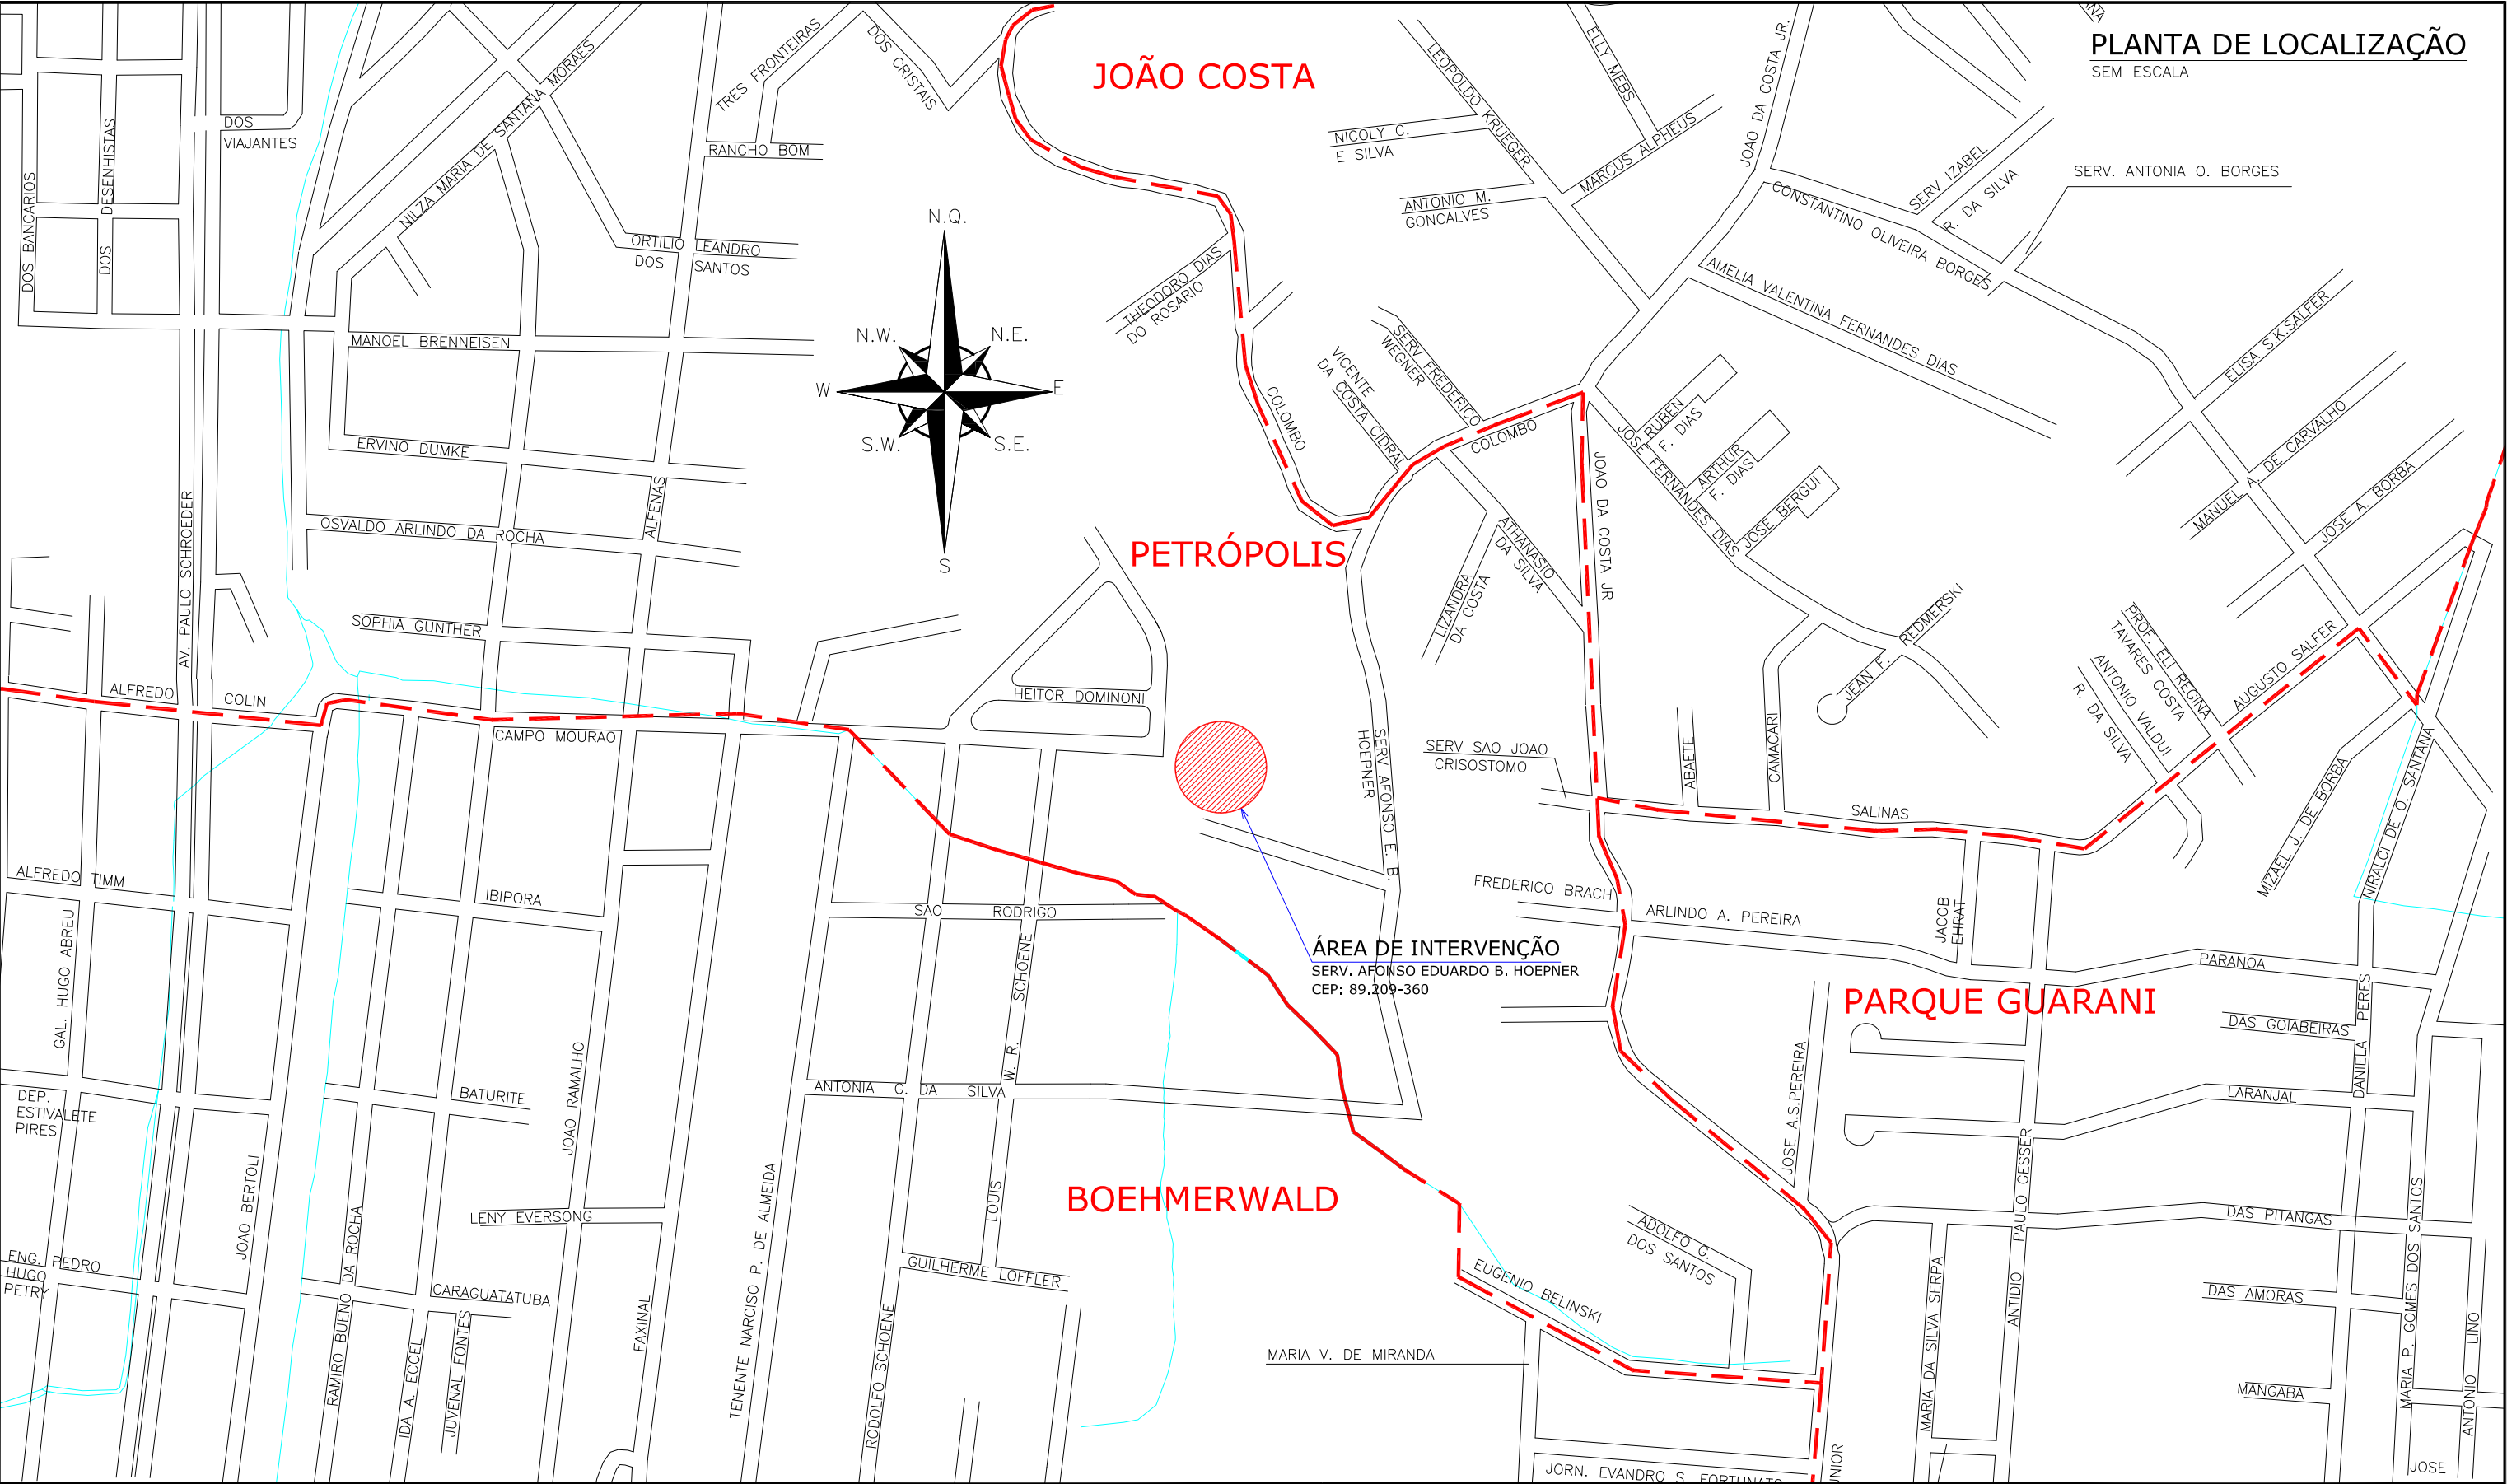 PLANTA DE LOCALIZAÇÃO
SEM ESCALA
JOÃO COSTA
PETRÓPOLIS
BOEHMERWALD
PARQUE GUARANI
ÁREA DE INTERVENÇÃO
SERV. AFONSO EDUARDO B. HOEPNER
CEP: 89.209-360
N.Q.
N.W.
N.E.
W
E
S.W.
S.E.
S
DOS BANCARIOS
DOS DESENHISTAS
DOS
VIAJANTES
NILZA MARIA DE SANTANA MORAES
TRES FRONTEIRAS
DOS CRISTAIS
RANCHO BOM
ORTILIO LEANDRO
DOS SANTOS
MANOEL BRENNEISEN
ERVINO DUMKE
OSVALDO ARLINDO DA ROCHA
ALFENAS
AV. PAULO SCHROEDER
SOPHIA GUNTHER
ALFREDO COLIN
CAMPO MOURAO
HEITOR DOMINONI
LEOPOLDO KRUEGER
ELLY MEBS
NICOLY C.
E SILVA
MARCUS ALPHEUS
ANTONIO M.
GONCALVES
JOAO DA COSTA JR.
CONSTANTINO OLIVEIRA BORGES
SERV IZABEL
R. DA SILVA
SERV. ANTONIA O. BORGES
AMELIA VALENTINA FERNANDES DIAS
THEODORO DIAS
DO ROSARIO
COLOMBO
VICENTE
DA COSTA CIDRAL
SERV FREDERICO
WEGNER
COLOMBO
RUBEN
F. DIAS
ARTHUR
F. DIAS
JOSE BERGUI
JOSE FERNANDES DIAS
JOAO DA COSTA JR
ATHANASIO
DA SILVA
LIZANDRA
DA COSTA
ELISA S.K.SALFER
MANUEL A. DE CARVALHO
JOSE A. BORBA
JEAN F. REDMERSKI
PROF. ELI REGINA
TAVARES COSTA
ANTONIO VALDUI
R. DA SILVA
AUGUSTO SALFER
SERV AFONSO E. B.
HOEPNER
SERV SAO JOAO
CRISOSTOMO
ABAETE
CAMACARI
SALINAS
MIZAEL J. DE BORBA
NIRALCI DE O. SANTANA
ALFREDO TIMM
GAL. HUGO ABREU
IBIPORA
SAO RODRIGO
LOUIS W. R. SCHOENE
FREDERICO BRACH
ARLINDO A. PEREIRA
JACOB
EHRAT
PARANOA
DANIELA PERES
DAS GOIABEIRAS
JOSE A.S.PEREIRA
LARANJAL
DEP.
ESTIVALETE
PIRES
BATURITE
JOAO RAMALHO
ANTONIA G. DA SILVA
JOAO BERTOLI
LENY EVERSONG
TENENTE NARCISO P. DE ALMEIDA
GUILHERME LOFFLER
RODOLFO SCHOENE
ENG. PEDRO
HUGO
PETRY
RAMIRO BUENO DA ROCHA
CARAGUATATUBA
IDA A. ECCEL
JUVENAL FONTES
FAXINAL
ADOLFO G.
DOS SANTOS
EUGENIO BELINSKI
MARIA V. DE MIRANDA
MARIA DA SILVA SERPA
ANTIDIO PAULO GESSER
DAS PITANGAS
DAS AMORAS
MARIA P. GOMES DOS SANTOS
ANTONIO LINO
MANGABA
JOSE
JORN. EVANDRO S. FORTUNATO